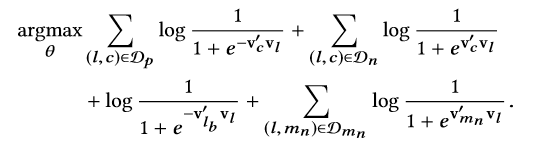 argmax_θ ∑_{(l,c)∈𝒟_p} log 1/(1 + e^{−v′_c v_l}) + ∑_{(l,c)∈𝒟_n} log 1/(1 + e^{v′_c v_l})
+ log 1/(1 + e^{−v′_{l_b} v_l}) + ∑_{(l,m_n)∈𝒟_{m_n}} log 1/(1 + e^{v′_{m_n} v_l}) .